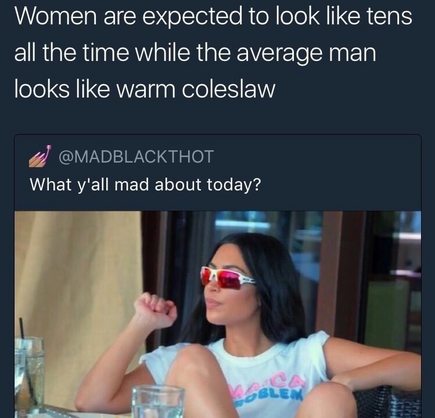 Women are expected to look like tens
all the time while the average man
looks like warm coleslaw
@MADBLACKTHOT
What y'all mad about today?